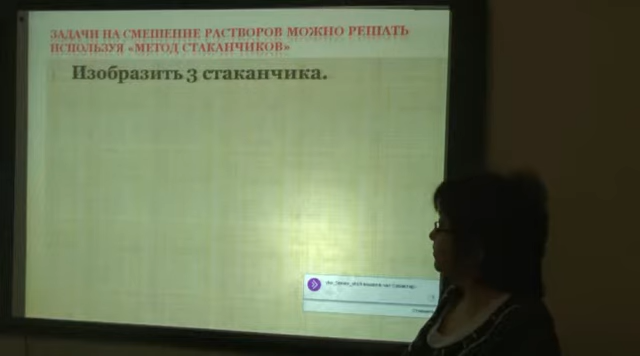 ЗАДАЧИ НА СМЕШЕНИЕ РАСТВОРОВ МОЖНО РЕШАТЬ
ИСПОЛЬЗУЯ «МЕТОД СТАКАНЧИКОВ»
Изобразить 3 стаканчика.